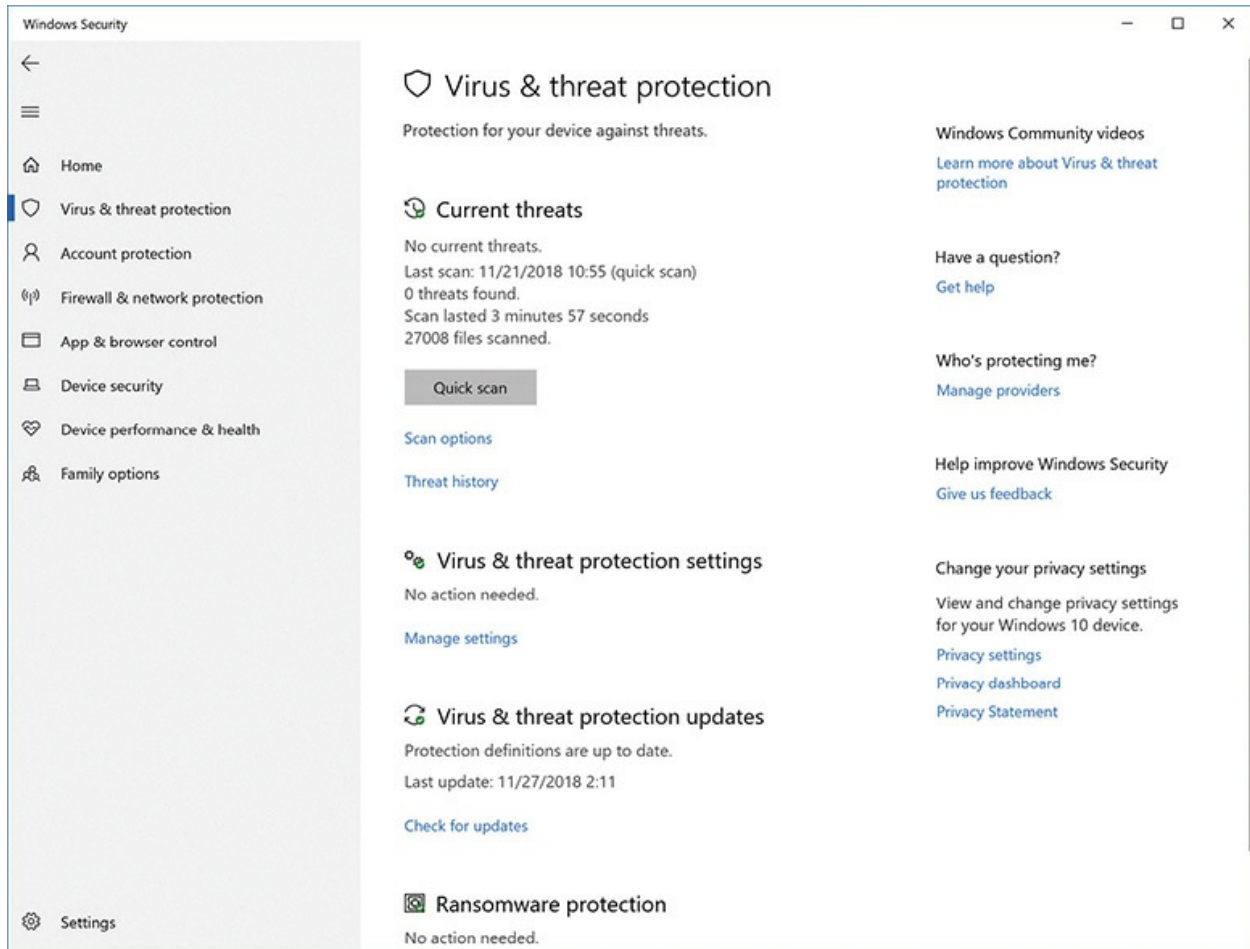 Windows Security
Home
Virus & threat protection
Account protection
Firewall & network protection
App & browser control
Device security
Device performance & health
Family options
Settings
Virus & threat protection
Protection for your device against threats.
Current threats
No current threats.
Last scan: 11/21/2018 10:55 (quick scan)
0 threats found.
Scan lasted 3 minutes 57 seconds
27008 files scanned.
Quick scan
Scan options
Threat history
Virus & threat protection settings
No action needed.
Manage settings
Virus & threat protection updates
Protection definitions are up to date.
Last update: 11/27/2018 2:11
Check for updates
Ransomware protection
No action needed.
Windows Community videos
Learn more about Virus & threat
protection
Have a question?
Get help
Who's protecting me?
Manage providers
Help improve Windows Security
Give us feedback
Change your privacy settings
View and change privacy settings
for your Windows 10 device.
Privacy settings
Privacy dashboard
Privacy Statement